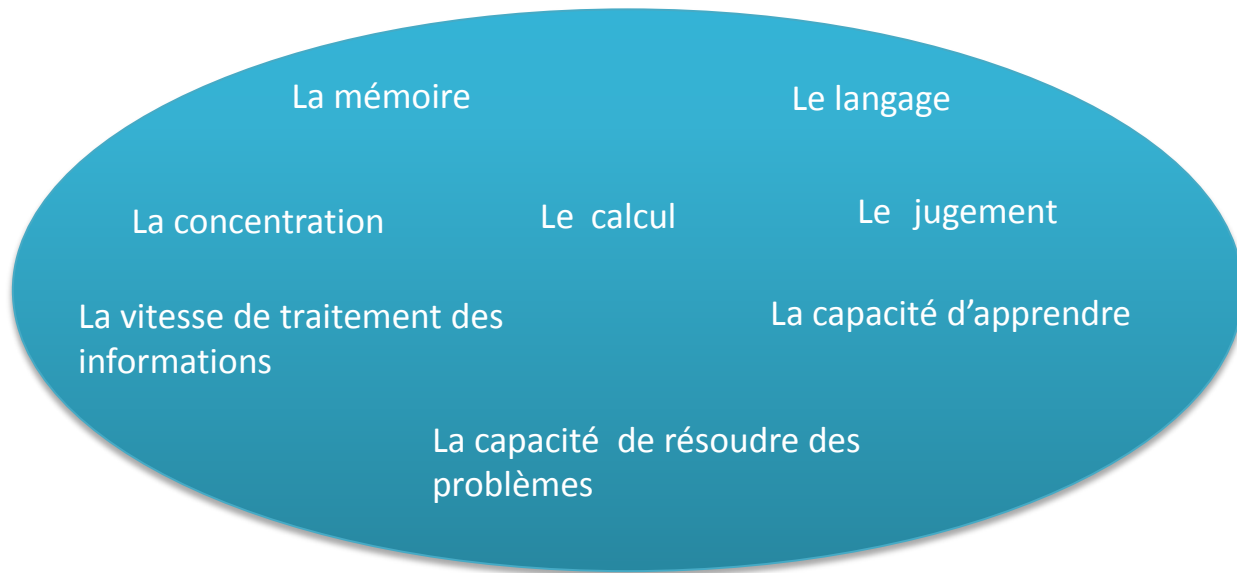 La mémoire
Le langage
La concentration
Le calcul
Le jugement
La vitesse de traitement des
informations
La capacité d’apprendre
La capacité de résoudre des
problèmes